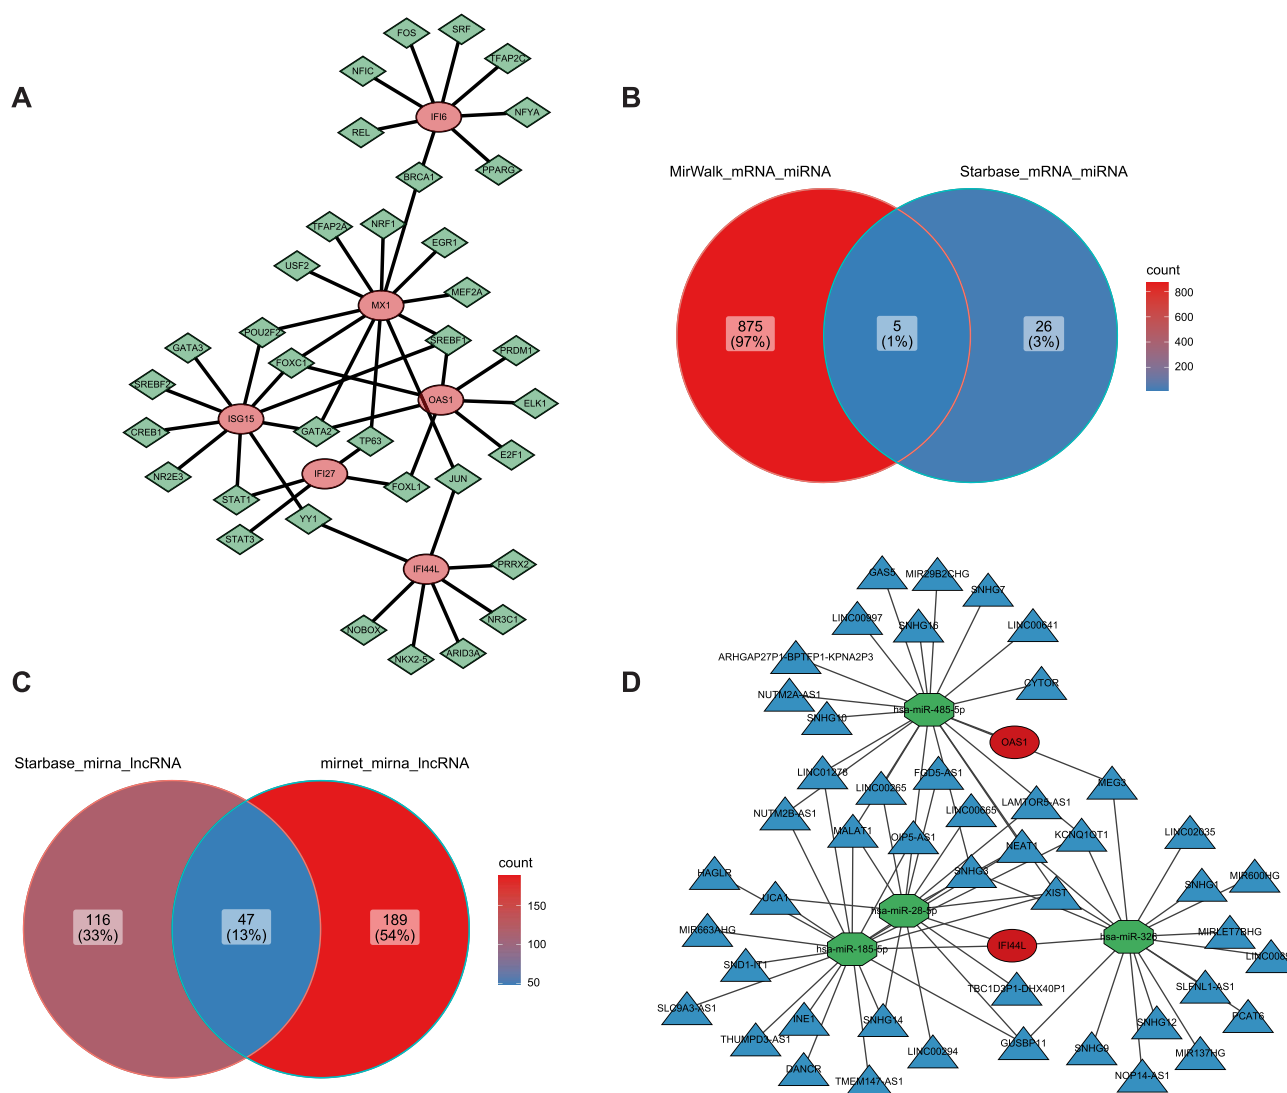 A
FOS
SRF
NFIC
TFAP2C
REL
IFI6
NFYA
BRCA1
PPARG
TFAP2A
NRF1
EGR1
USF2
MEF2A
MX1
POU2F2
SREBF1
GATA3
FOXC1
PRDM1
SREBF2
ISG15
OAS1
ELK1
CREB1
GATA2
TP63
E2F1
NR2E3
IFI27
STAT1
FOXL1
JUN
STAT3
YY1
IFI44L
PRRX2
NOBOX
NR3C1
NKX2-5
ARID3A
B
MirWalk_mRNA_miRNA
Starbase_mRNA_miRNA
875
(97%)
5
(1%)
26
(3%)
count
800
600
400
200
C
Starbase_mirna_lncRNA
mirnet_mirna_lncRNA
116
(33%)
47
(13%)
189
(54%)
count
150
100
50
D
GAS5
MIR29B2CHG
SNHG7
LINC00997
SNHG16
LINC00641
ARHGAP27P1-BPTFP1-KPNA2P3
NUTM2A-AS1
CYTOR
SNHG10
hsa-miR-485-5p
OAS1
LINC01278
LINC00265
FGD5-AS1
MEG3
NUTM2B-AS1
LINC00665
LAMTOR5-AS1
MALAT1
OIP5-AS1
KCNQ1OT1
LINC02035
NEAT1
HAGLR
UCA1
SNHG3
XIST
SNHG1
MIR600HG
hsa-miR-28-5p
MIR663AHG
hsa-miR-185-5p
IFI44L
hsa-miR-326
MIRLET7BHG
SND1-IT1
TBC1D3P1-DHX40P1
SLFNL1-AS1
SLC9A3-AS1
PCAT6
INE1
SNHG14
THUMPD3-AS1
LINC00294
GUSBP11
SNHG9
SNHG12
MIR137HG
DANCR
TMEM147-AS1
NOP14-AS1